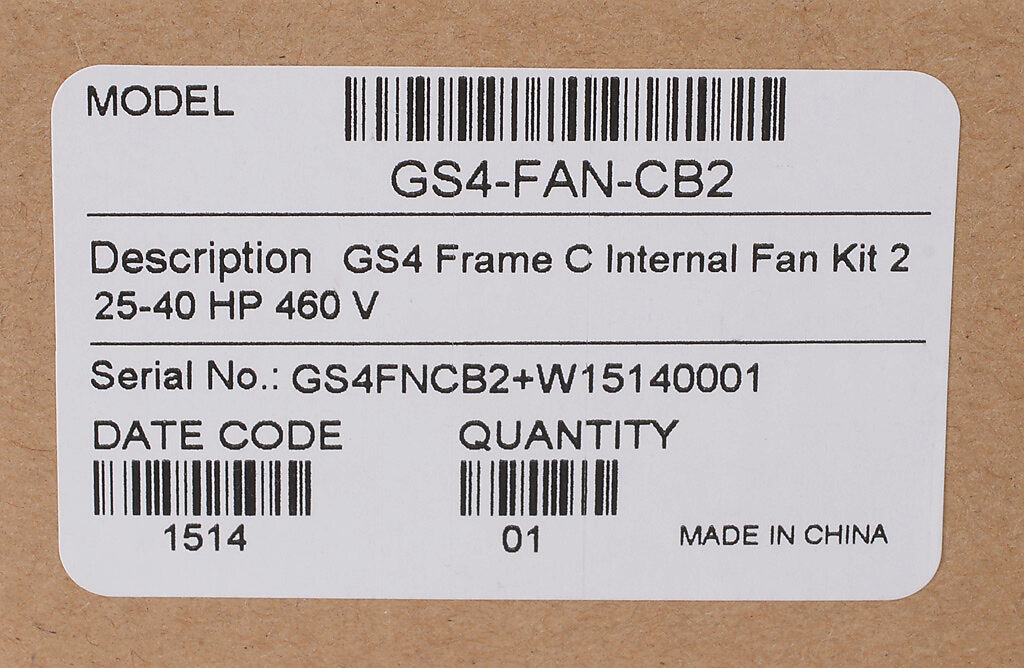 MODEL
GS4-FAN-CB2
Description GS4 Frame C Internal Fan Kit 2
25-40 HP 460 V
Serial No.: GS4FNCB2+W15140001
DATE CODE QUANTITY
1514 01 MADE IN CHINA